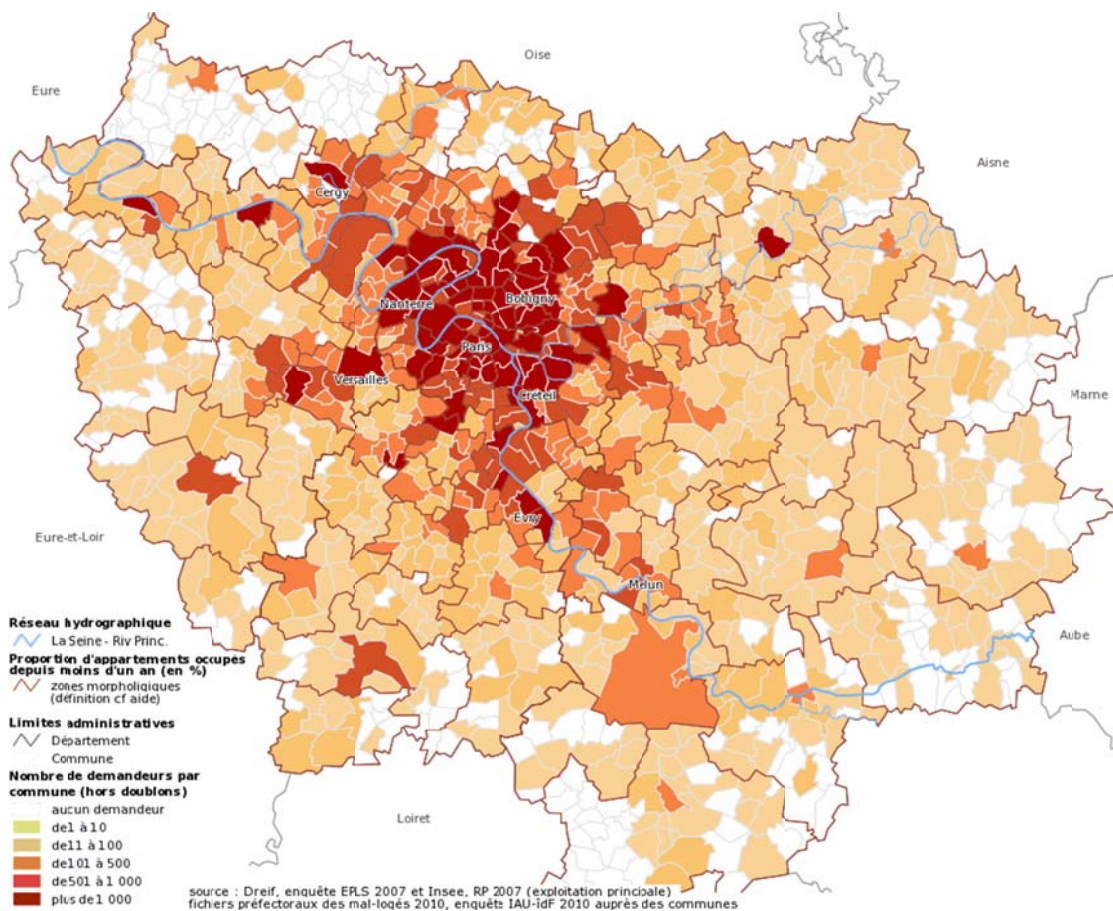 Oise
Eure
Aisne
Cergy
Nanterre
Bobigny
Paris
Versailles
Créteil
Marne
Evry
Eure-et-Loir
Melun
Aube
Loiret
Réseau hydrographique
La Seine - Riv Princ.
Proportion d'appartements occupés
depuis moins d'un an (en %)
zones morpholigiques
(définition cf aide)
Limites administratives
Département
Commune
Nombre de demandeurs par
commune (hors doublons)
aucun demandeur
de1 à 10
de11 à 100
de101 à 500
de501 à 1 000
plus de 1 000
source : Dreif, enquête EPLS 2007 et Insee, RP 2007 (exploitation principale)
fichiers préfectoraux des mal-logés 2010, enquête IAU-îdF 2010 auprès des communes